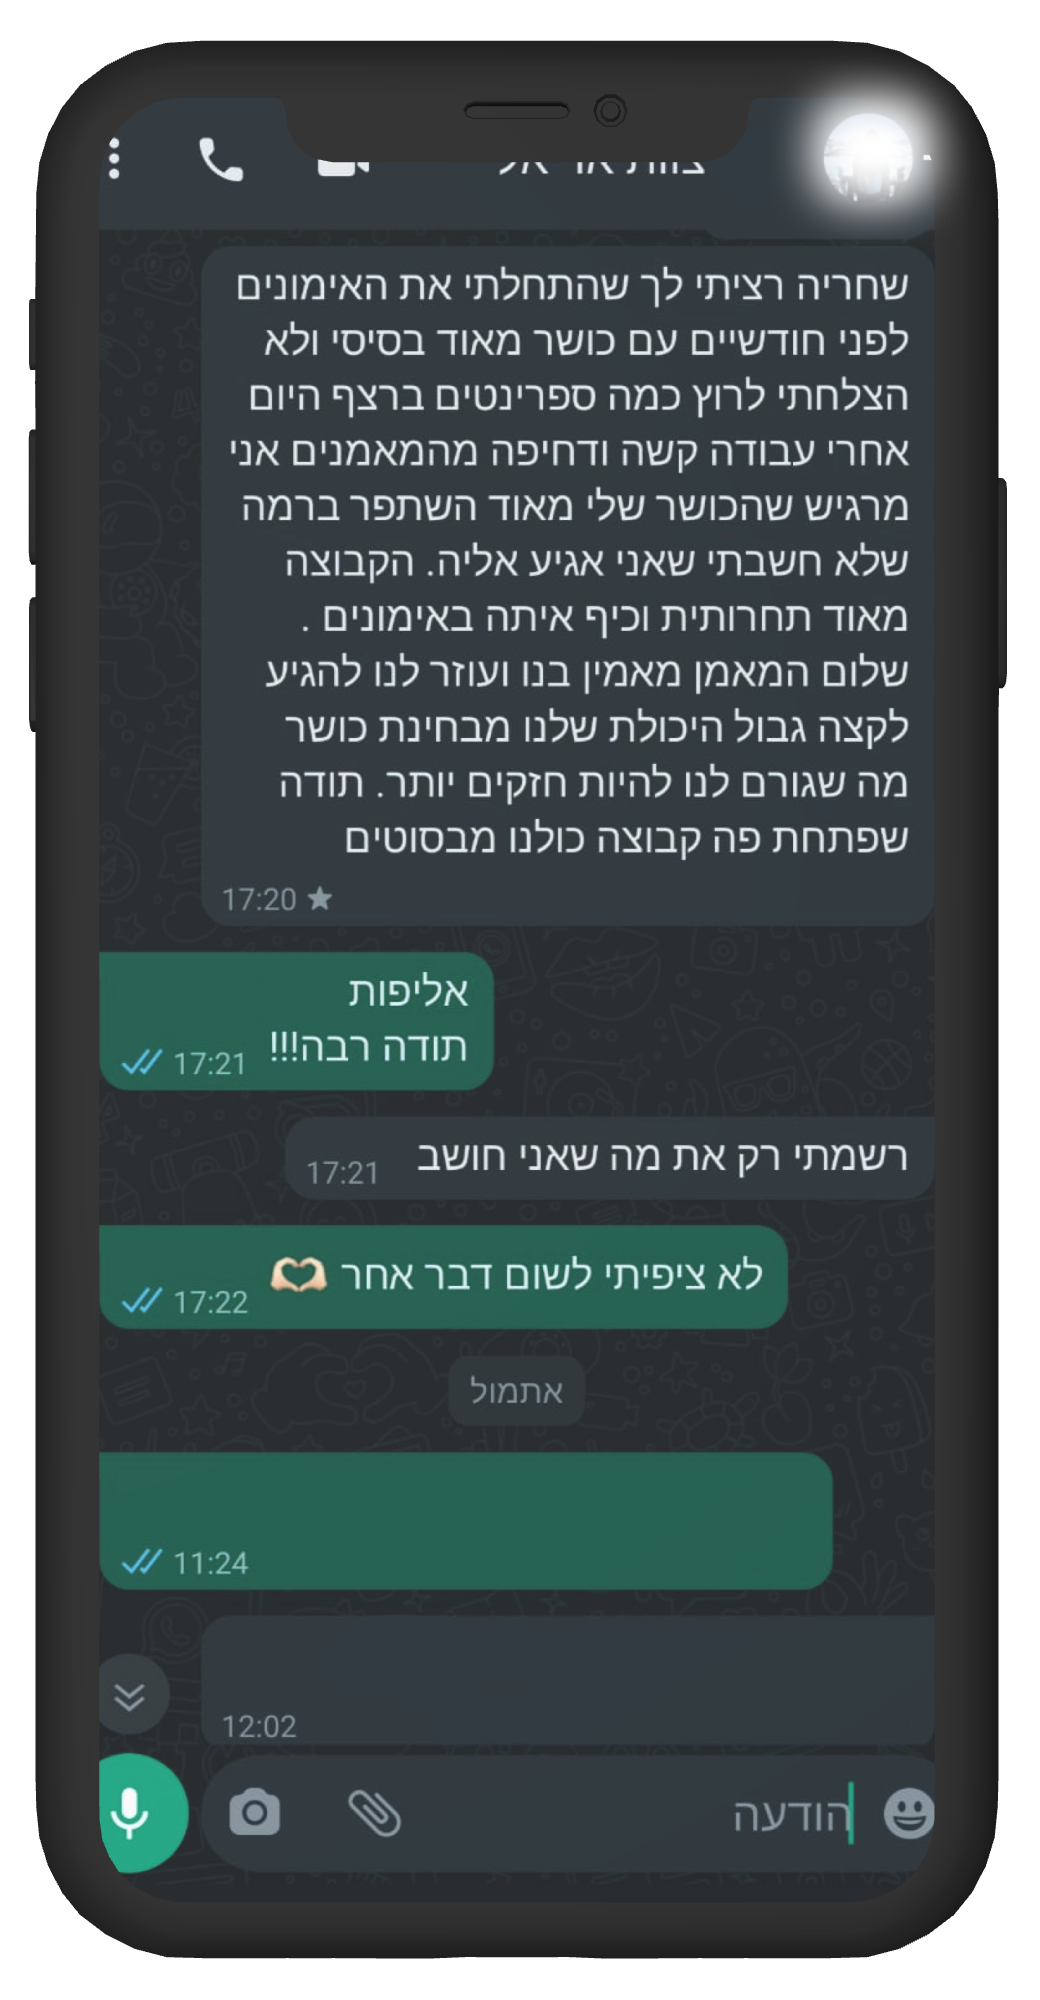 שחריה רציתי לך שהתחלתי את האימונים
לפני חודשיים עם כושר מאוד בסיסי ולא
הצלחתי לרוץ כמה ספרינטים ברצף היום
אחרי עבודה קשה ודחיפה מהמאמנים אני
מרגיש שהכושר שלי מאוד השתפר ברמה
שלא חשבתי שאני אגיע אליה. הקבוצה
מאוד תחרותית וכיף איתה באימונים .
שלום המאמן מאמין בנו ועוזר לנו להגיע
לקצה גבול היכולת שלנו מבחינת כושר
מה שגורם לנו להיות חזקים יותר. תודה
שפתחת פה קבוצה כולנו מבסוטים
17:20
אליפות
תודה רבה!!! 17:21
רשמתי רק את מה שאני חושב 17:21
לא ציפיתי לשום דבר אחר 🫶🏻 17:22
אתמול
11:24
12:02
הודעה